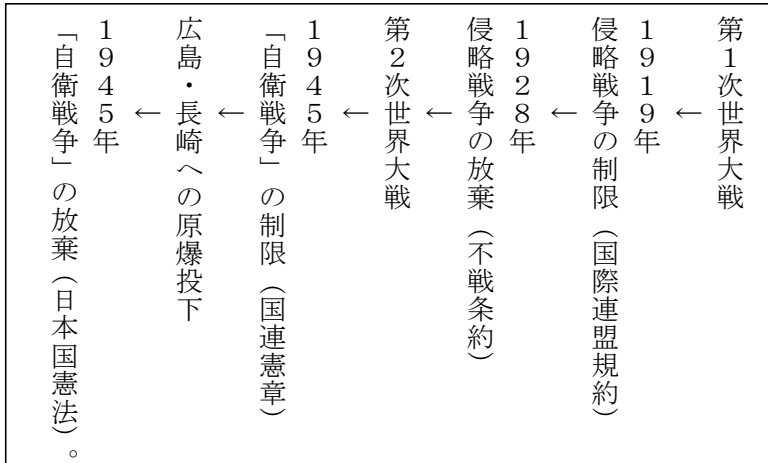 第１次世界大戦
←
１９１９年
侵略戦争の制限（国際連盟規約）
←
１９２８年
侵略戦争の放棄（不戦条約）
←
第２次世界大戦
←
１９４５年
「自衛戦争」の制限（国連憲章）
←
広島・長崎への原爆投下
←
１９４５年
「自衛戦争」の放棄（日本国憲法）。